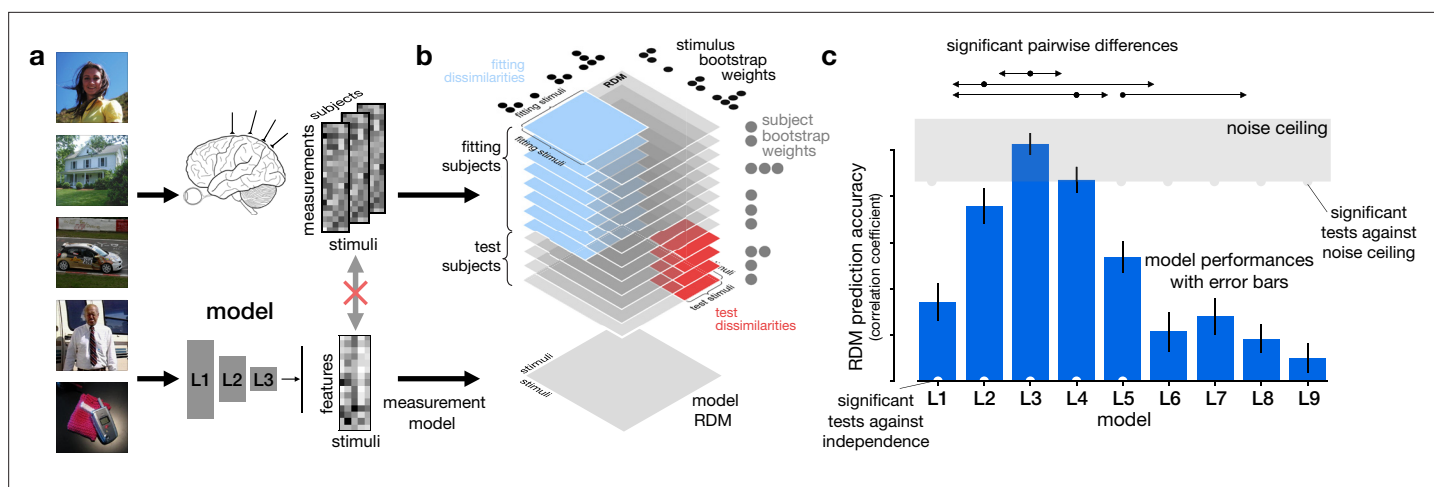 a
subjects
measurements
stimuli
model
L1
L2
L3
features
stimuli
measurement
model
b
fitting
dissimilarities
stimulus
bootstrap
weights
RDM
fitting stimuli
fitting stimuli
fitting
subjects
test
subjects
subject
bootstrap
weights
test stimuli
stimuli
test
dissimilarities
stimuli
stimuli
model
RDM
c
significant pairwise differences
noise ceiling
RDM prediction accuracy
(correlation coefficient)
significant
tests against
noise ceiling
model performances
with error bars
L1 L2 L3 L4 L5 L6 L7 L8 L9
model
significant
tests against
independence